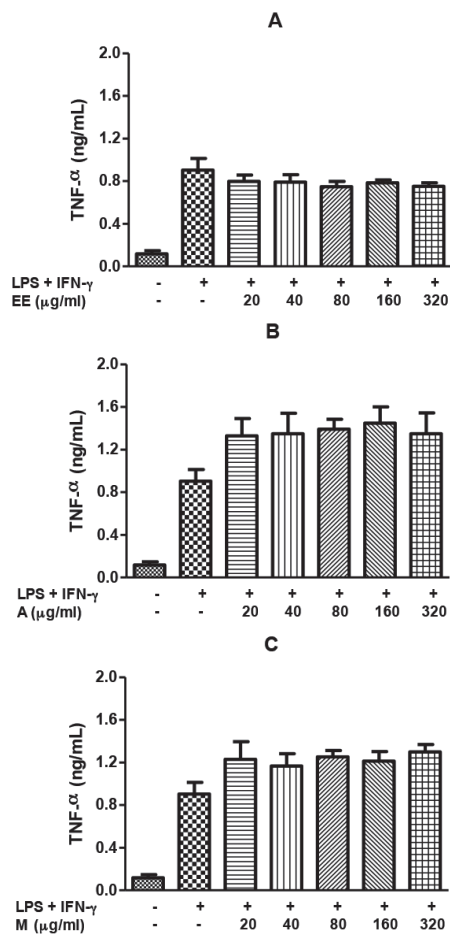 A
TNF-α (ng/mL)
2.0
1.6
1.2
0.8
0.4
0.0
LPS + IFN-γ - + + + + + +
EE (μg/ml) - - 20 40 80 160 320
B
TNF-α (ng/mL)
2.0
1.6
1.2
0.8
0.4
0.0
LPS + IFN-γ - + + + + + +
A (μg/ml) - - 20 40 80 160 320
C
TNF-α (ng/mL)
2.0
1.6
1.2
0.8
0.4
0.0
LPS + IFN-γ - + + + + + +
M (μg/ml) - - 20 40 80 160 320